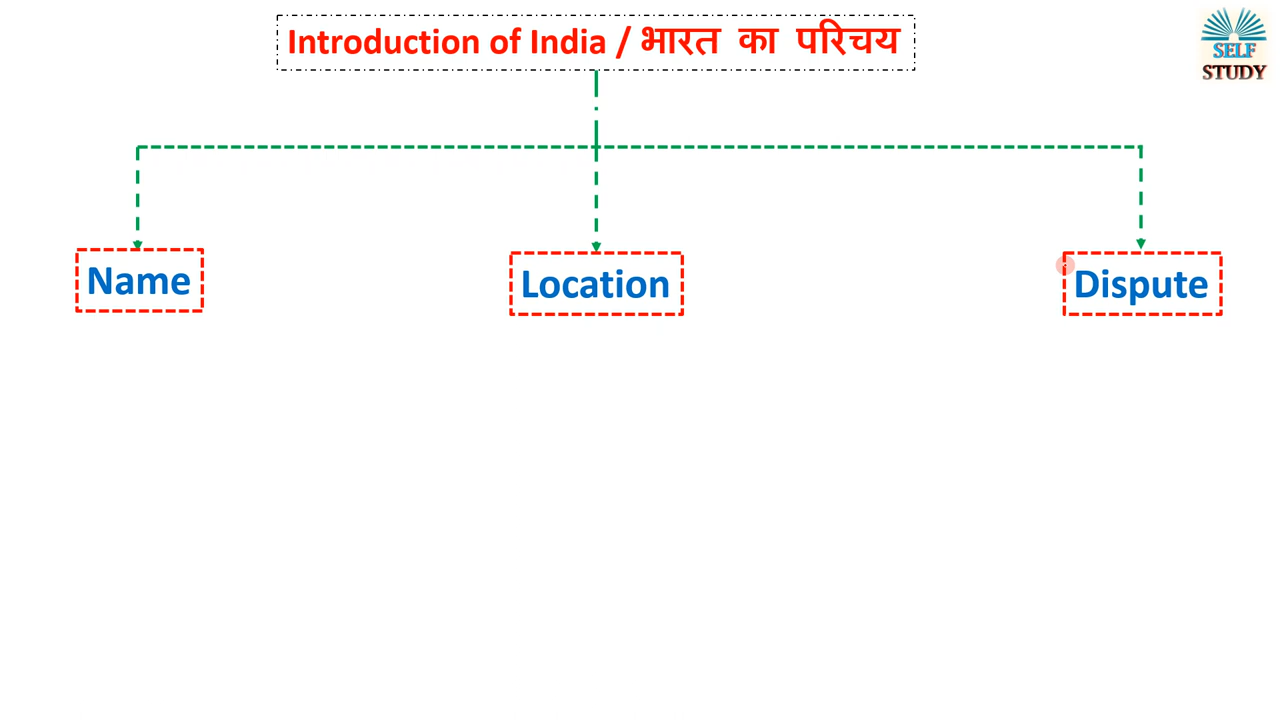 Introduction of India / भारत का परिचय
SELF
STUDY
Name
Location
Dispute